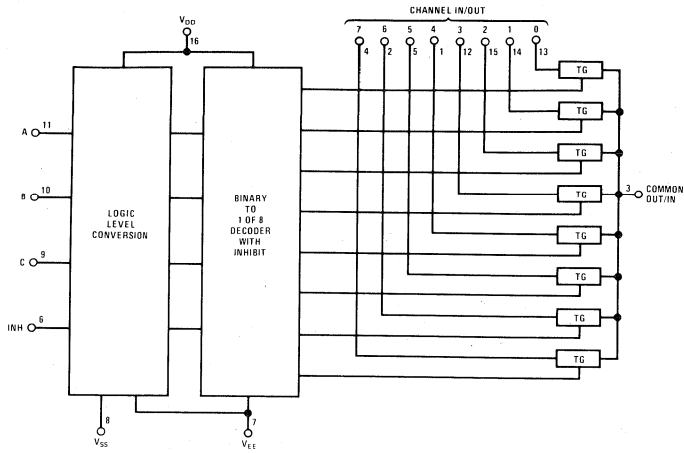 CHANNEL IN/OUT
VDD
16
7 6 5 4 3 2 1 0
4 2 5 1 12 15 14 13
TG
TG
TG
TG
TG
TG
TG
TG
A 11
B 10
C 9
INH 6
LOGIC
LEVEL
CONVERSION
BINARY
TO
1 OF 8
DECODER
WITH
INHIBIT
3 COMMON
OUT/IN
8
VSS
7
VEE